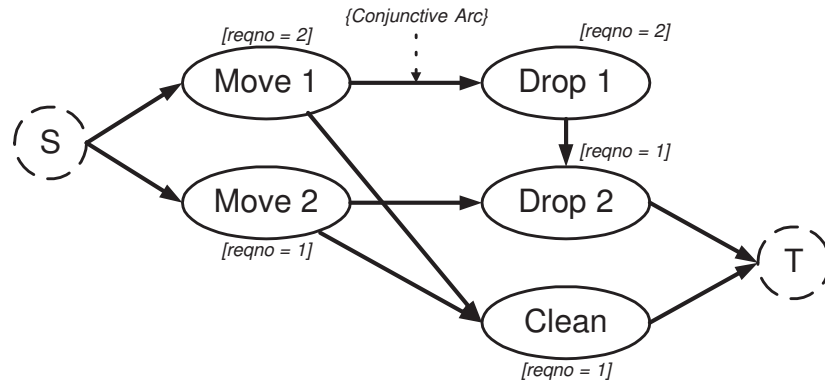 {Conjunctive Arc}
[reqno = 2]
[reqno = 2]
Move 1
Drop 1
S
[reqno = 1]
Move 2
Drop 2
[reqno = 1]
T
Clean
[reqno = 1]